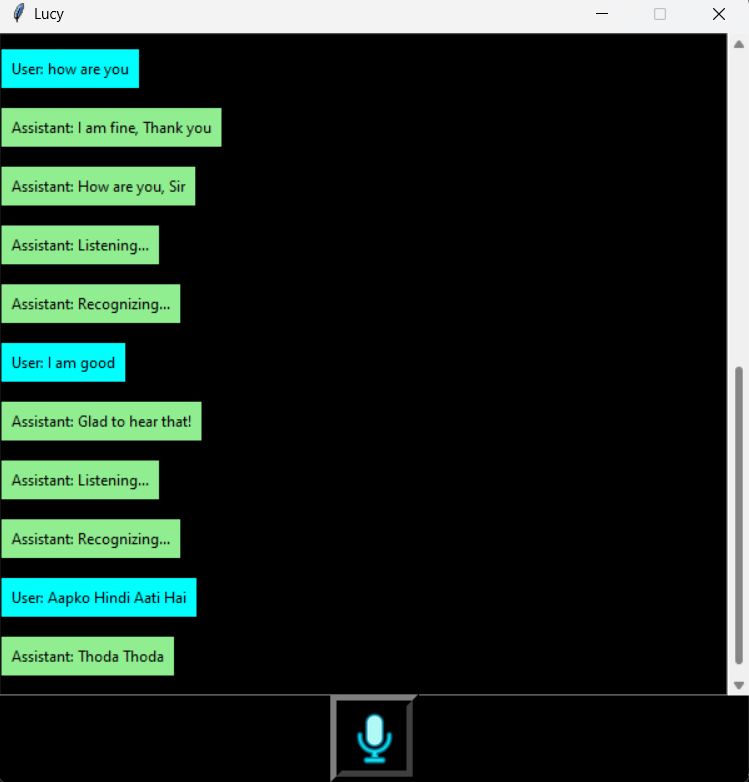 Lucy
User: how are you
Assistant: I am fine, Thank you
Assistant: How are you, Sir
Assistant: Listening...
Assistant: Recognizing...
User: I am good
Assistant: Glad to hear that!
Assistant: Listening...
Assistant: Recognizing...
User: Aapko Hindi Aati Hai
Assistant: Thoda Thoda